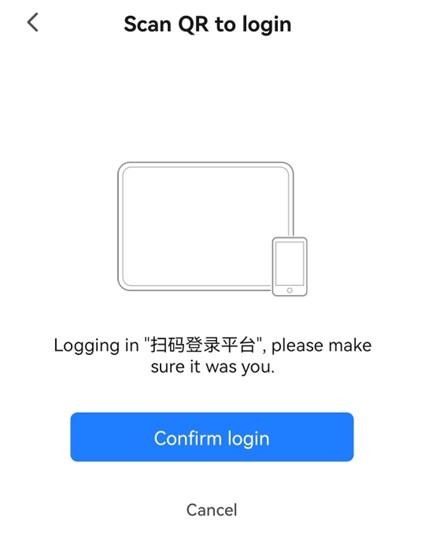 Scan QR to login
Logging in "扫码登录平台", please make
sure it was you.
Confirm login
Cancel